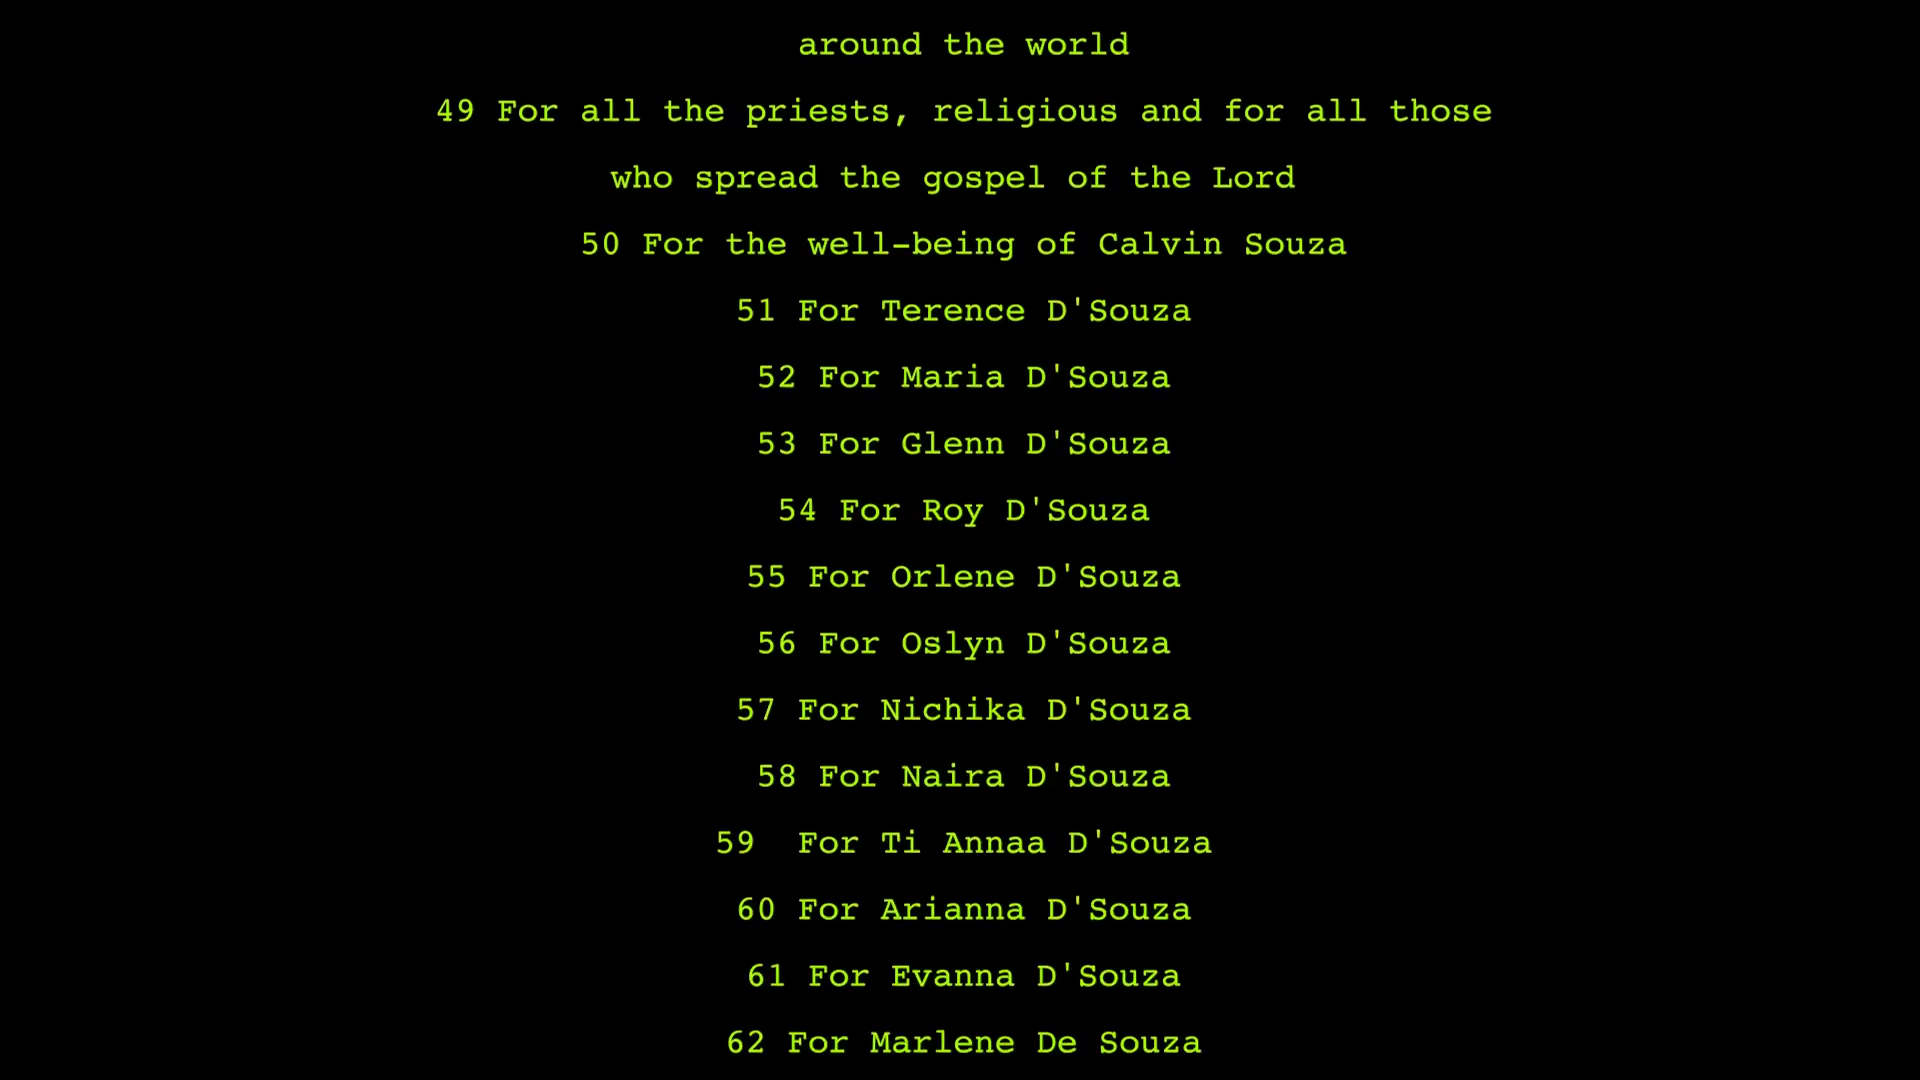 around the world
49 For all the priests, religious and for all those
who spread the gospel of the Lord
50 For the well-being of Calvin Souza
51 For Terence D'Souza
52 For Maria D'Souza
53 For Glenn D'Souza
54 For Roy D'Souza
55 For Orlene D'Souza
56 For Oslyn D'Souza
57 For Nichika D'Souza
58 For Naira D'Souza
59  For Ti Annaa D'Souza
60 For Arianna D'Souza
61 For Evanna D'Souza
62 For Marlene De Souza